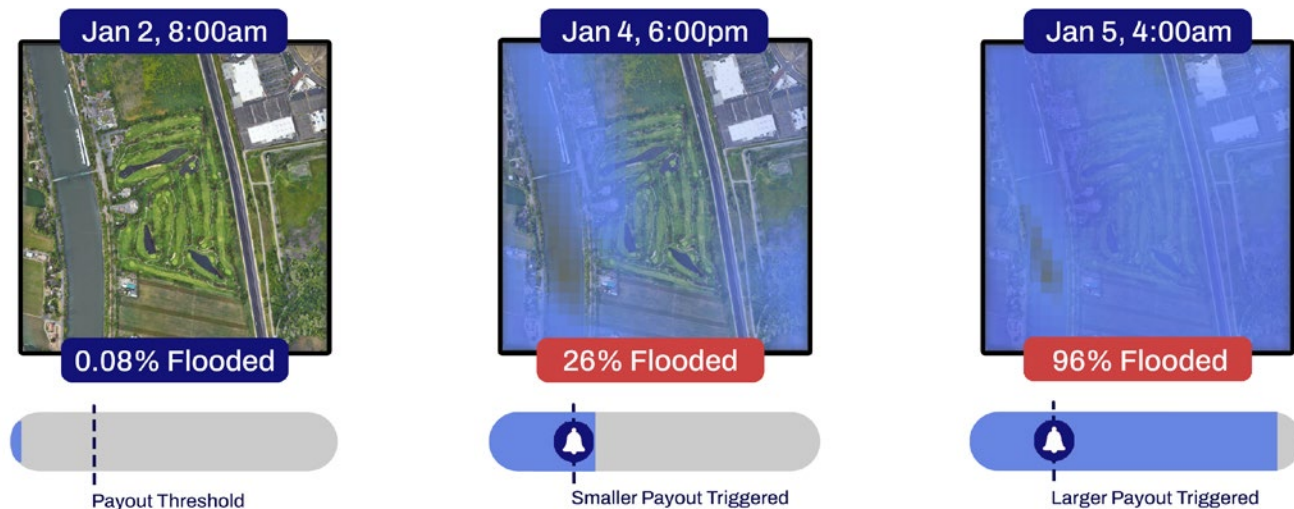 Jan 2, 8:00am
Jan 4, 6:00pm
Jan 5, 4:00am
0.08% Flooded
26% Flooded
96% Flooded
Payout Threshold
Smaller Payout Triggered
Larger Payout Triggered